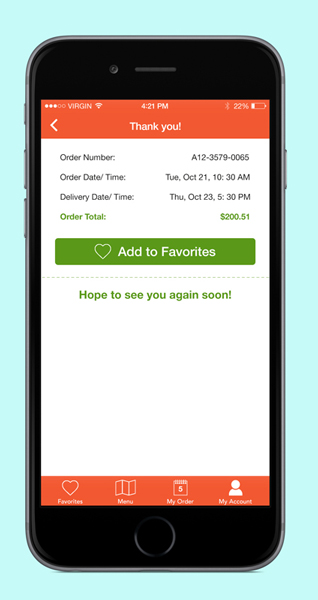 VIRGIN 4:21 PM 22%
Thank you!
Order Number: A12-3579-0065
Order Date/ Time: Tue, Oct 21, 10: 30 AM
Delivery Date/ Time: Thu, Oct 23, 5: 30 PM
Order Total: $200.51
Add to Favorites
Hope to see you again soon!
5
Favorites Menu My Order My Account